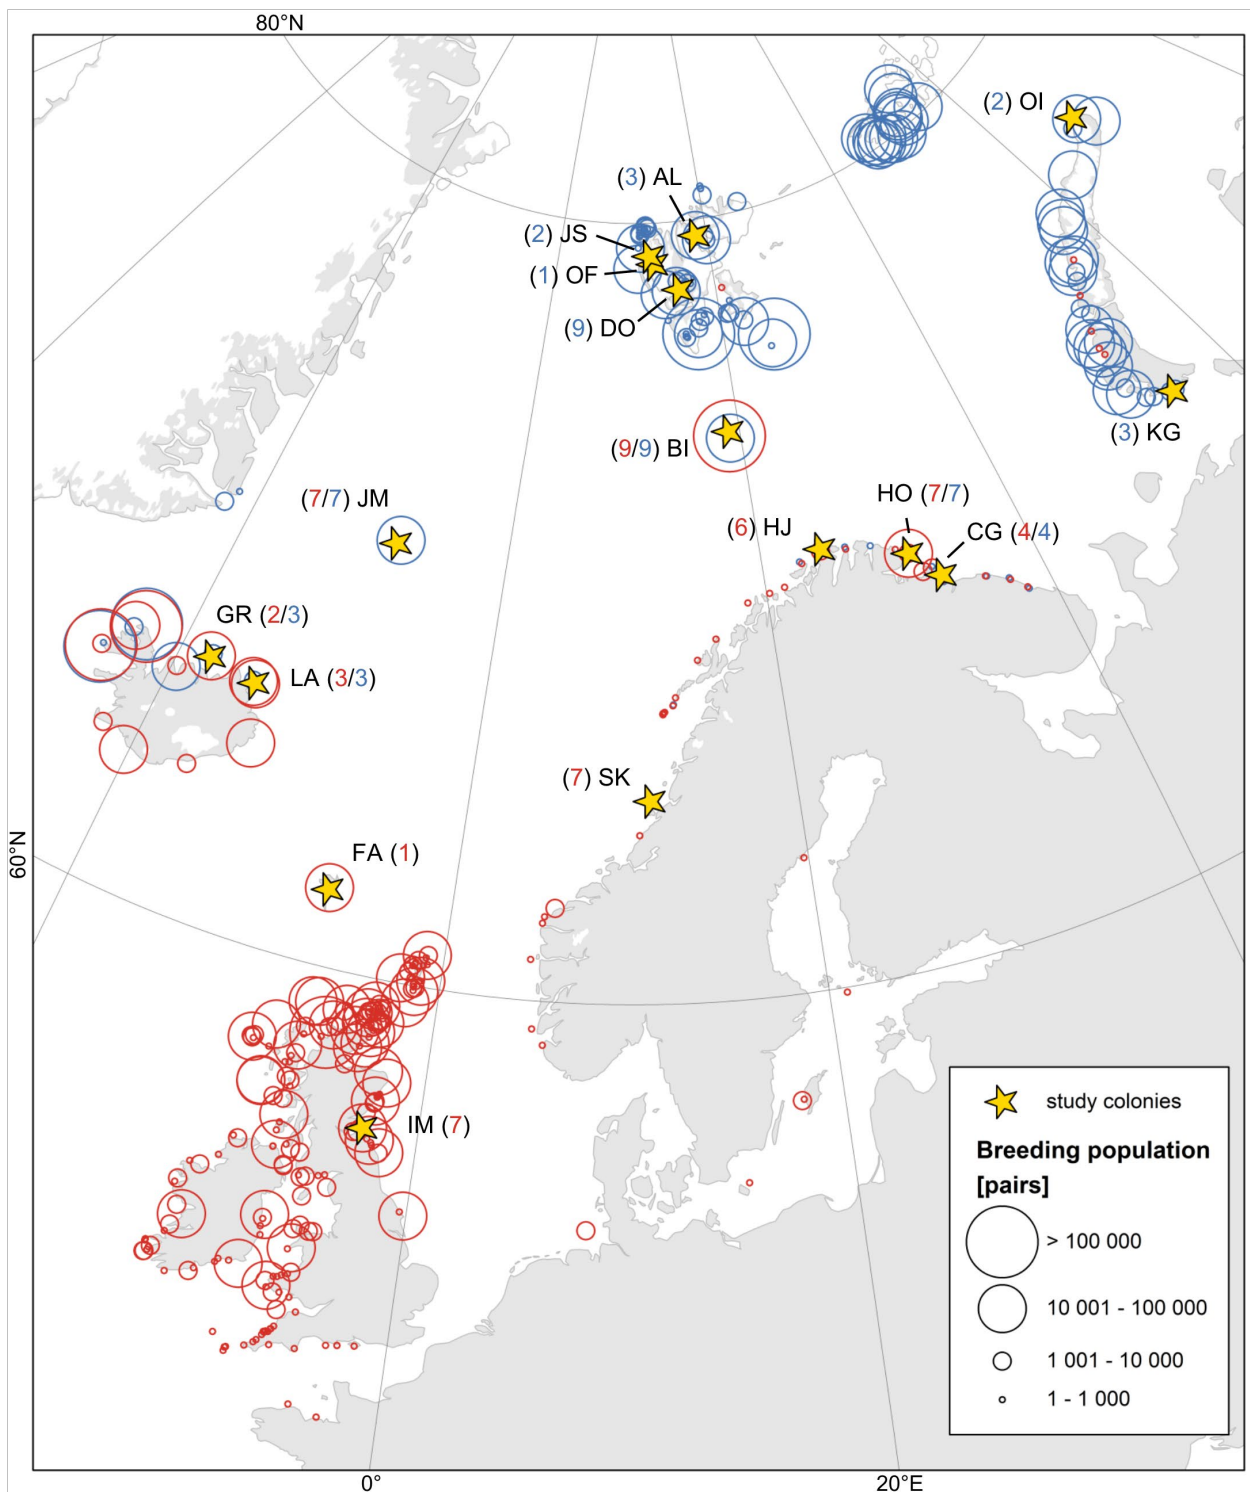 80°N
(2) OI
(3) AL
(2) JS
(1) OF
(9) DO
(3) KG
(9/9) BI
(7/7) JM
HO (7/7)
(6) HJ
CG (4/4)
GR (2/3)
LA (3/3)
(7) SK
60°N
FA (1)
IM (7)
study colonies
Breeding population
[pairs]
> 100 000
10 001 - 100 000
1 001 - 10 000
1 - 1 000
0°
20°E